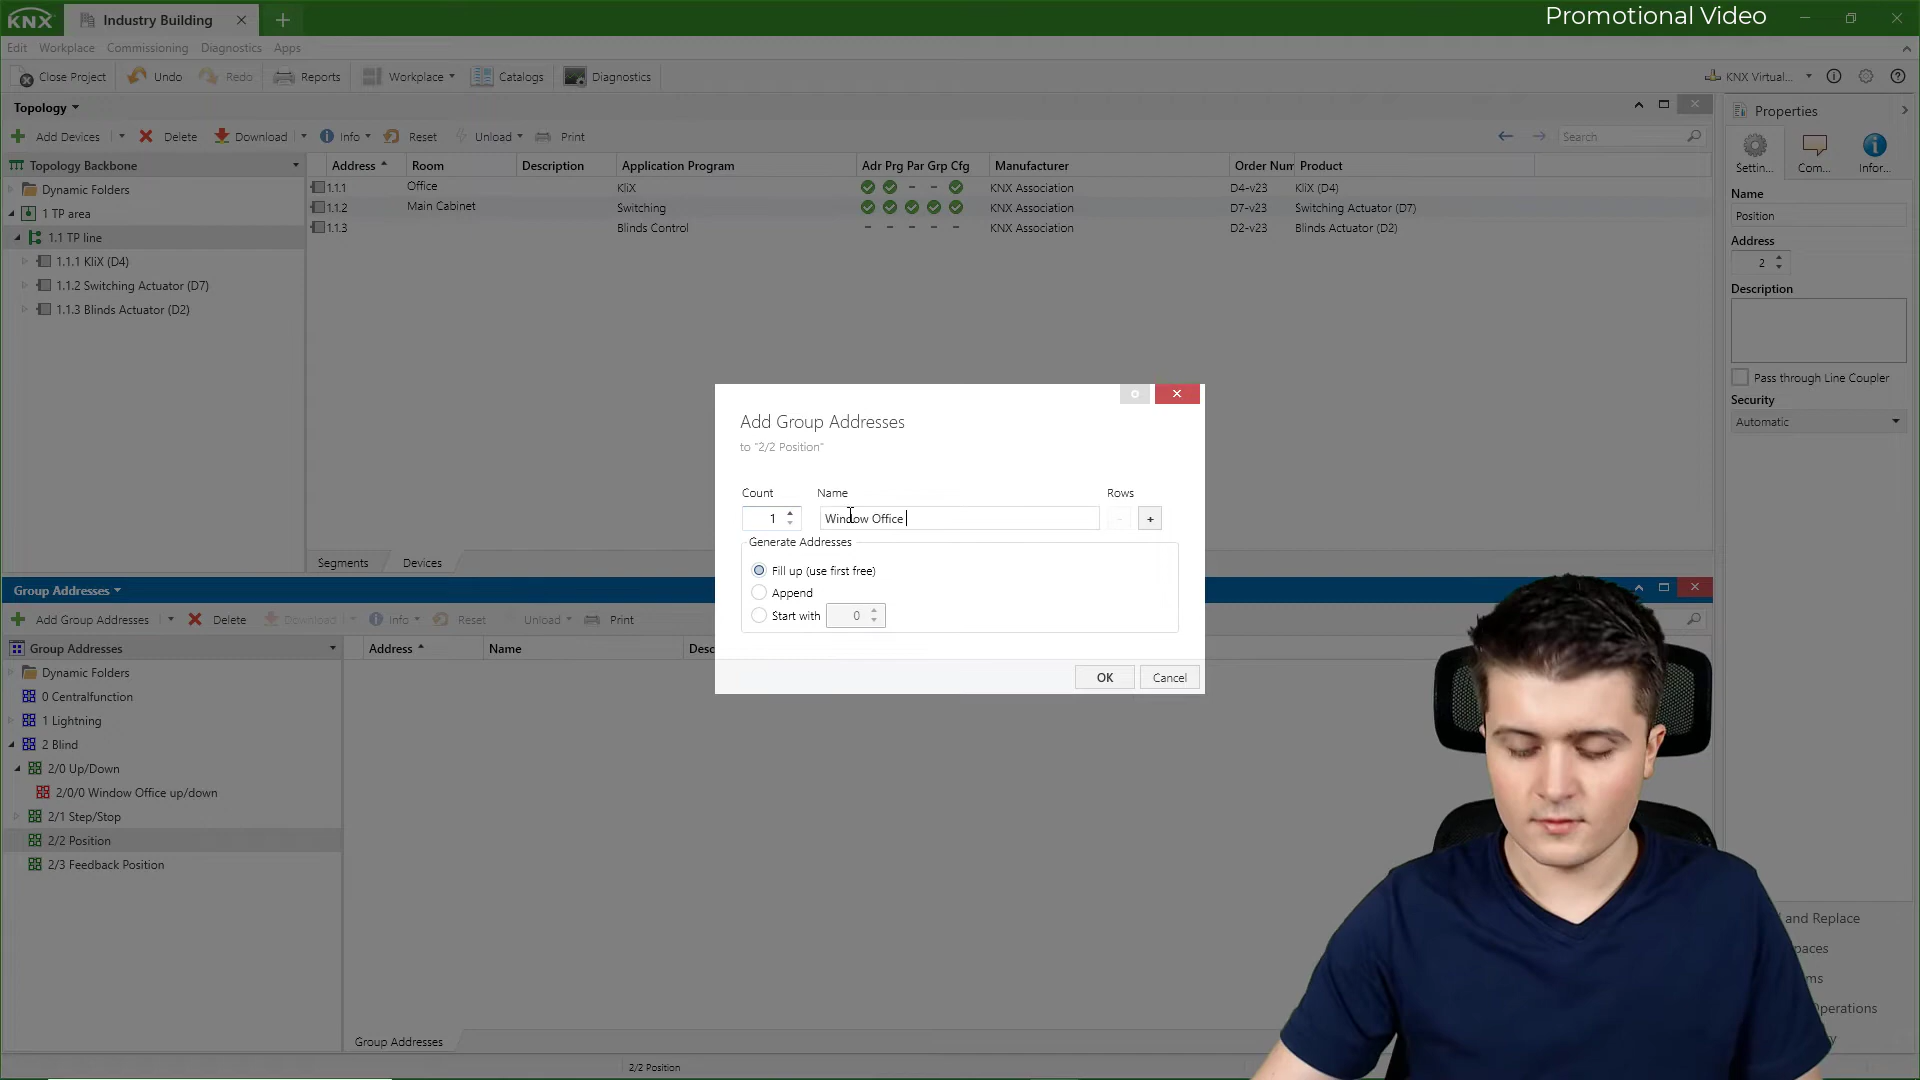 Promotional Video
KNX Industry Building
Edit Workplace Commissioning Diagnostics Apps
Close Project Undo Redo Reports Workplace Catalogs Diagnostics KNX Virtual...
Topology
Add Devices Delete Download Info Reset Unload Print Search
Topology Backbone
Dynamic Folders
1 TP area
1.1 TP line
1.1.1 KliX (D4)
1.1.2 Switching Actuator (D7)
1.1.3 Blinds Actuator (D2)
Address Room Description Application Program Adr Prg Par Grp Cfg Manufacturer Order Num Product
1.1.1 Office KliX - - KNX Association D4-v23 KliX (D4)
1.1.2 Main Cabinet Switching KNX Association D7-v23 Switching Actuator (D7)
1.1.3 Blinds Control - - - - - KNX Association D2-v23 Blinds Actuator (D2)
Segments Devices
Properties
Settin... Com... Infor...
Name
Position
Address
2
Description
Pass through Line Coupler
Security
Automatic
Add Group Addresses
to "2/2 Position"
Count Name Rows
1 Window Office - +
Generate Addresses
Fill up (use first free)
Append
Start with 0
OK Cancel
Group Addresses
Add Group Addresses Delete Download Info Reset Unload Print
Group Addresses
Dynamic Folders
0 Centralfunction
1 Lightning
2 Blind
2/0 Up/Down
2/0/0 Window Office up/down
2/1 Step/Stop
2/2 Position
2/3 Feedback Position
Address Name Desc
Group Addresses
2/2 Position
and Replace
paces
ms
Operations
y